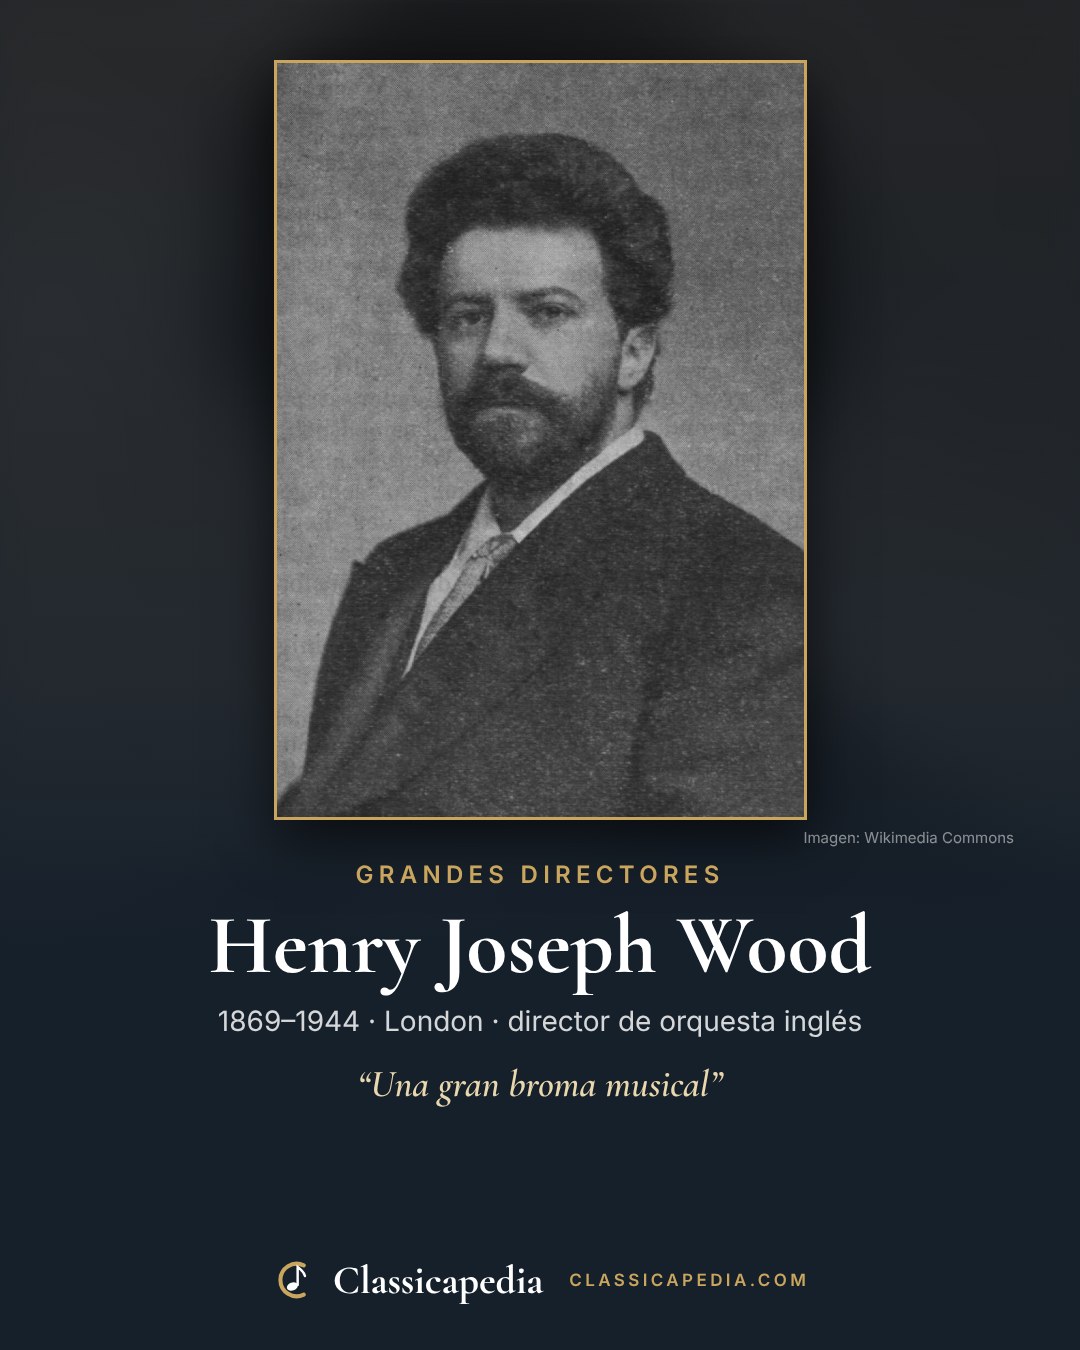 Imagen: Wikimedia Commons
GRANDES DIRECTORES
Henry Joseph Wood
1869–1944 · London · director de orquesta inglés
“Una gran broma musical”
Classicapedia CLASSICAPEDIA.COM